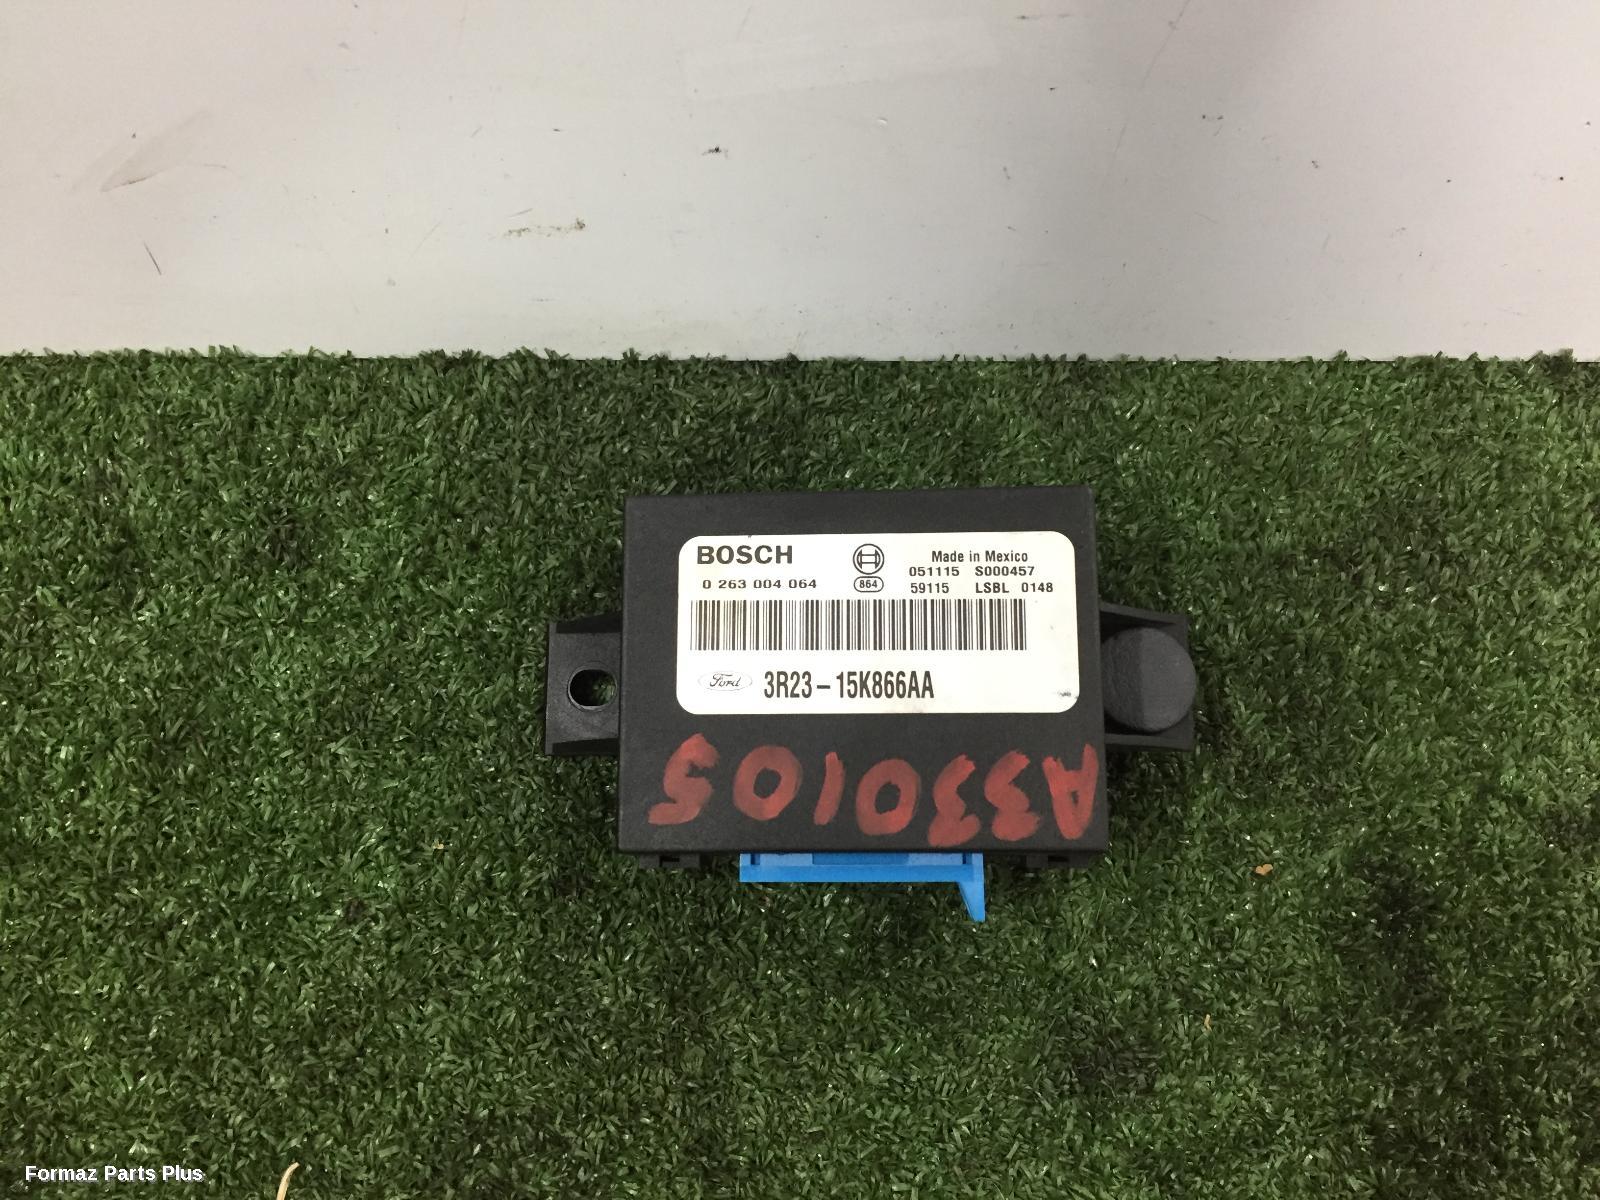 BOSCH
0 263 004 064
864
Made in Mexico
051115 S000457
59115 LSBL 0148
Ford
3R23-15K866AA
A330105
Formaz Parts Plus